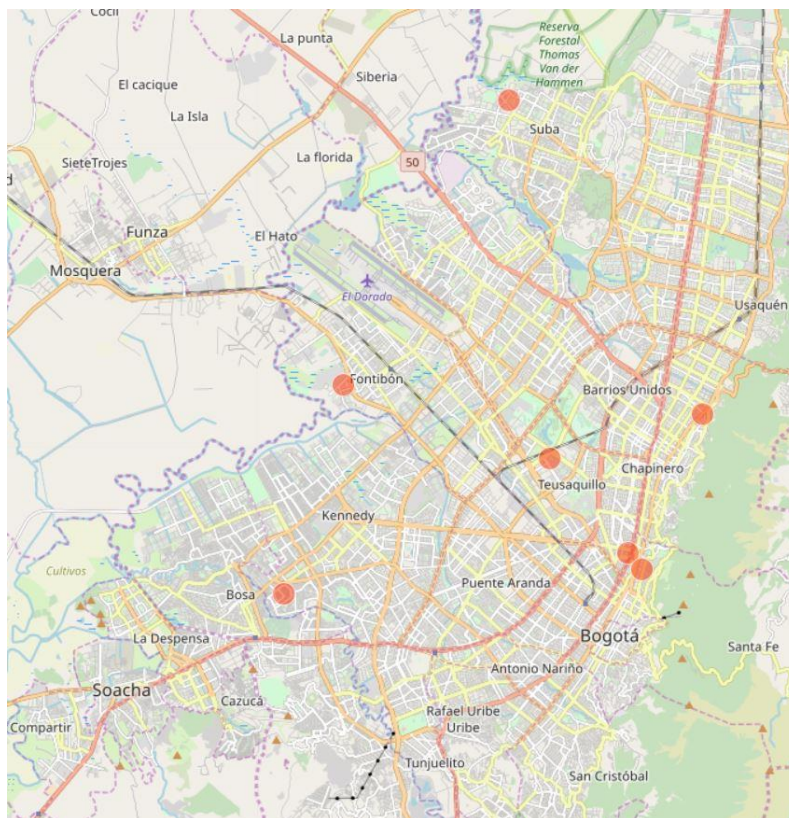 Cocil
La punta
Reserva
Forestal
Thomas
Van der
Hammen
Siberia
El cacique
La Isla
Suba
SieteTrojes
La florida
50
d
Funza
El Hato
Mosquera
El Dorado
Usaquén
Fontibón
Barrios Unidos
Chapinero
Teusaquillo
Kennedy
Cultivos
Puente Aranda
Bosa
La Despensa
Bogotá
Santa Fe
Antonio Nariño
Soacha
Cazucá
Rafael Uribe
Uribe
Compartir
Tunjuelito
San Cristóbal